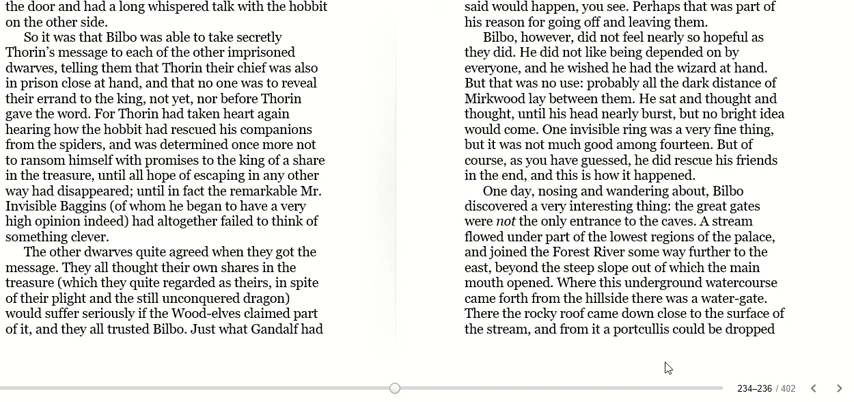 the door and had a long whispered talk with the hobbit
on the other side.
So it was that Bilbo was able to take secretly
Thorin's message to each of the other imprisoned
dwarves, telling them that Thorin their chief was also
in prison close at hand, and that no one was to reveal
their errand to the king, not yet, nor before Thorin
gave the word. For Thorin had taken heart again
hearing how the hobbit had rescued his companions
from the spiders, and was determined once more not
to ransom himself with promises to the king of a share
in the treasure, until all hope of escaping in any other
way had disappeared; until in fact the remarkable Mr.
Invisible Baggins (of whom he began to have a very
high opinion indeed) had altogether failed to think of
something clever.
The other dwarves quite agreed when they got the
message. They all thought their own shares in the
treasure (which they quite regarded as theirs, in spite
of their plight and the still unconquered dragon)
would suffer seriously if the Wood-elves claimed part
of it, and they all trusted Bilbo. Just what Gandalf had
said would happen, you see. Perhaps that was part of
his reason for going off and leaving them.
Bilbo, however, did not feel nearly so hopeful as
they did. He did not like being depended on by
everyone, and he wished he had the wizard at hand.
But that was no use: probably all the dark distance of
Mirkwood lay between them. He sat and thought and
thought, until his head nearly burst, but no bright idea
would come. One invisible ring was a very fine thing,
but it was not much good among fourteen. But of
course, as you have guessed, he did rescue his friends
in the end, and this is how it happened.
One day, nosing and wandering about, Bilbo
discovered a very interesting thing: the great gates
were not the only entrance to the caves. A stream
flowed under part of the lowest regions of the palace,
and joined the Forest River some way further to the
east, beyond the steep slope out of which the main
mouth opened. Where this underground watercourse
came forth from the hillside there was a water-gate.
There the rocky roof came down close to the surface of
the stream, and from it a portcullis could be dropped
234–236 / 402